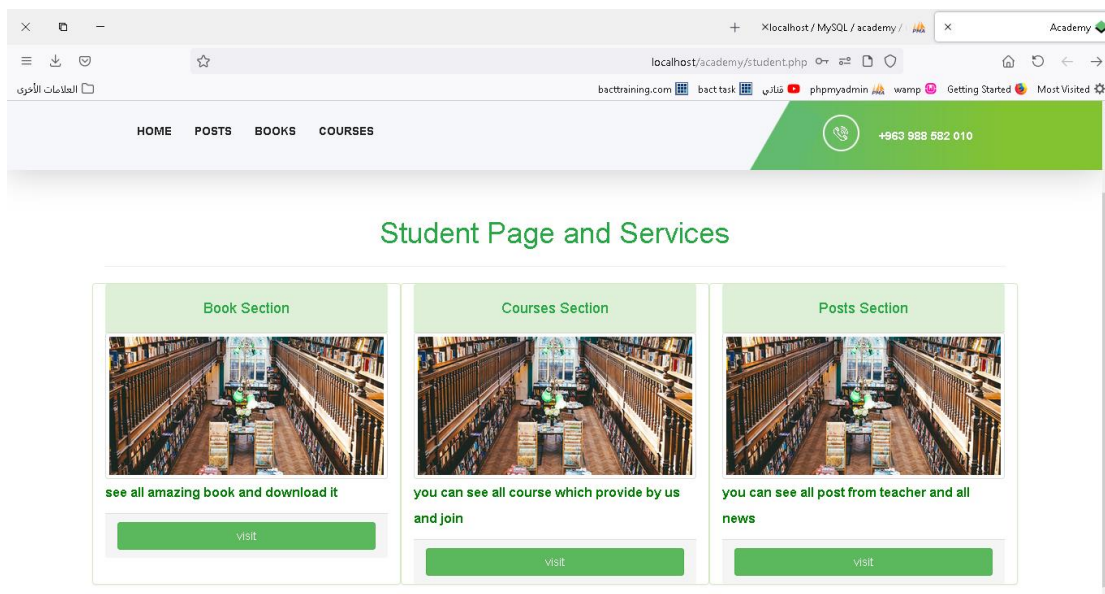 localhost / MySQL / academy /
Academy
localhost/academy/student.php
العلامات الأخرى
bacttraining.com
bact task
قناتي
phpmyadmin
wamp
Getting Started
Most Visited
HOME POSTS BOOKS COURSES
+963 988 582 010
Student Page and Services
Book Section
Courses Section
Posts Section
see all amazing book and download it
visit
you can see all course which provide by us
and join
visit
you can see all post from teacher and all
news
visit